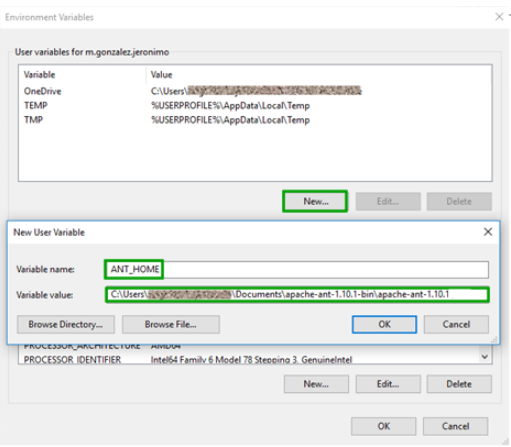 Environment Variables
User variables for m.gonzalez.jeronimo
Variable Value
OneDrive C:\Users\
TEMP %USERPROFILE%\AppData\Local\Temp
TMP %USERPROFILE%\AppData\Local\Temp
New... Edit... Delete
New User Variable
Variable name: ANT_HOME
Variable value: C:\Users\ \Documents\apache-ant-1.10.1-bin\apache-ant-1.10.1
Browse Directory... Browse File... OK Cancel
PROCESSOR_ARCHITECTURE AMD64
PROCESSOR_IDENTIFIER Intel64 Family 6 Model 78 Stepping 3, GenuineIntel
New... Edit... Delete
OK Cancel